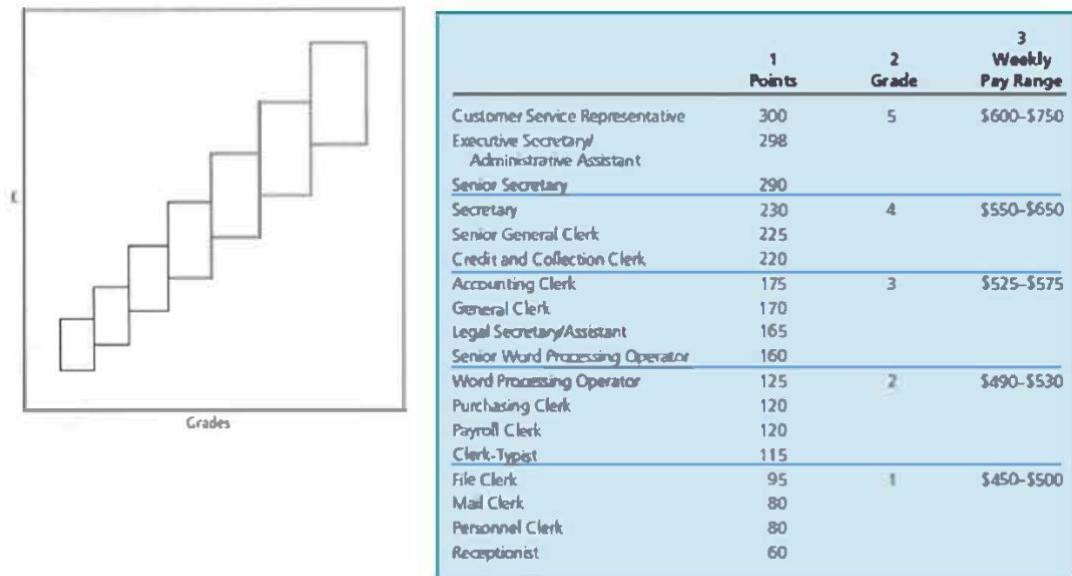 Grades
3
1 2 Weekly
Points Grade Pay Range
Customer Service Representative 300 5 $600–$750
Executive Secretary/ 298
Administrative Assistant
Senior Secretary 290
Secretary 230 4 $550–$650
Senior General Clerk 225
Credit and Collection Clerk 220
Accounting Clerk 175 3 $525–$575
General Clerk 170
Legal Secretary/Assistant 165
Senior Word Processing Operator 160
Word Processing Operator 125 2 $490–$530
Purchasing Clerk 120
Payroll Clerk 120
Clerk-Typist 115
File Clerk 95 1 $450–$500
Mail Clerk 80
Personnel Clerk 80
Receptionist 60